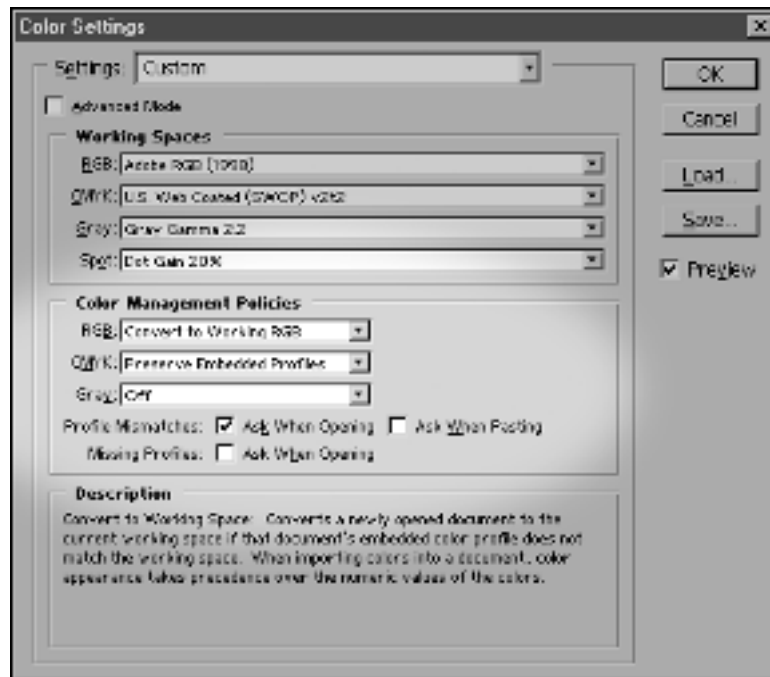 Color Settings
Settings: Custom
OK
Advanced Mode
Cancel
Working Spaces
RGB: Adobe RGB (1998)
Load...
CMYK: U.S. Web Coated (SWOP) v2
Gray: Gray Gamma 2.2
Save...
Spot: Dot Gain 20%
Preview
Color Management Policies
RGB: Convert to Working RGB
CMYK: Preserve Embedded Profiles
Gray: Off
Profile Mismatches: Ask When Opening Ask When Pasting
Missing Profiles: Ask When Opening
Description
Convert to Working Space: Converts a newly opened document to the
current working space if that document's embedded color profile does not
match the working space. When importing colors into a document, color
appearance takes precedence over the numeric values of the colors.